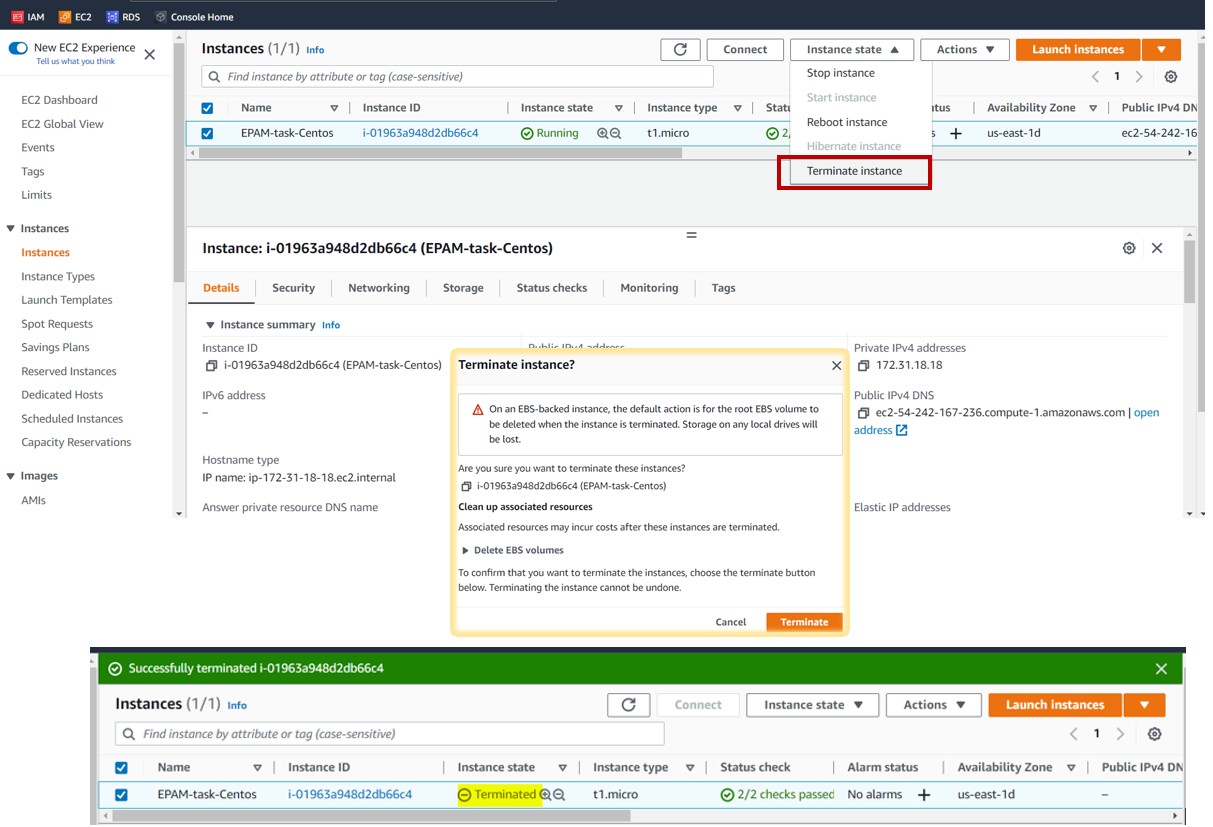 IAM EC2 RDS Console Home
New EC2 Experience
Tell us what you think
EC2 Dashboard
EC2 Global View
Events
Tags
Limits
Instances
Instances
Instance Types
Launch Templates
Spot Requests
Savings Plans
Reserved Instances
Dedicated Hosts
Scheduled Instances
Capacity Reservations
Images
AMIs
Instances (1/1) Info
Connect Instance state Actions Launch instances
Find instance by attribute or tag (case-sensitive)
1
Stop instance
Start instance
Reboot instance
Hibernate instance
Terminate instance
Name Instance ID Instance state Instance type Availability Zone Public IPv4 DN
EPAM-task-Centos i-01963a948d2db66c4 Running t1.micro 2/ s us-east-1d ec2-54-242-16
Instance: i-01963a948d2db66c4 (EPAM-task-Centos)
Details Security Networking Storage Status checks Monitoring Tags
Instance summary Info
Instance ID
i-01963a948d2db66c4 (EPAM-task-Centos)
IPv6 address
–
Hostname type
IP name: ip-172-31-18-18.ec2.internal
Answer private resource DNS name
Public IPv4 address
Private IPv4 addresses
172.31.18.18
Public IPv4 DNS
ec2-54-242-167-236.compute-1.amazonaws.com | open
address
Elastic IP addresses
Terminate instance?
On an EBS-backed instance, the default action is for the root EBS volume to
be deleted when the instance is terminated. Storage on any local drives will
be lost.
Are you sure you want to terminate these instances?
i-01963a948d2db66c4 (EPAM-task-Centos)
Clean up associated resources
Associated resources may incur costs after these instances are terminated.
Delete EBS volumes
To confirm that you want to terminate the instances, choose the terminate button
below. Terminating the instance cannot be undone.
Cancel Terminate
Successfully terminated i-01963a948d2db66c4
Instances (1/1) Info
Connect Instance state Actions Launch instances
Find instance by attribute or tag (case-sensitive)
1
Name Instance ID Instance state Instance type Status check Alarm status Availability Zone Public IPv4 DN
EPAM-task-Centos i-01963a948d2db66c4 Terminated t1.micro 2/2 checks passed No alarms us-east-1d –